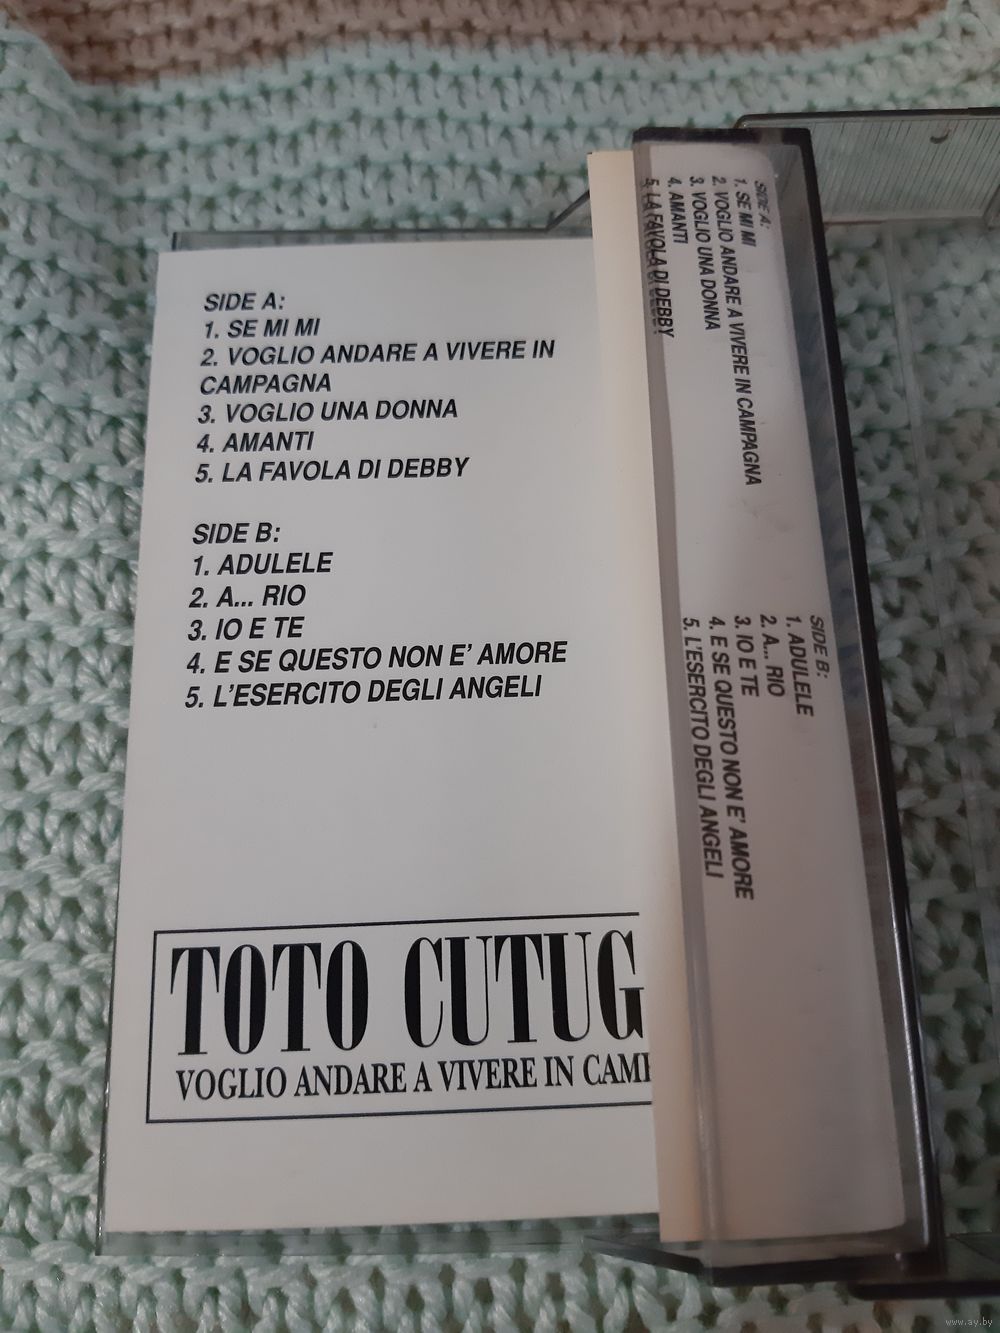 SIDE A:
1. SE MI MI
2. VOGLIO ANDARE A VIVERE IN
CAMPAGNA
3. VOGLIO UNA DONNA
4. AMANTI
5. LA FAVOLA DI DEBBY
SIDE B:
1. ADULELE
2. A... RIO
3. IO E TE
4. E SE QUESTO NON E' AMORE
5. L'ESERCITO DEGLI ANGELI
TOTO CUTUG
VOGLIO ANDARE A VIVERE IN CAMP
SIDE A:
1. SE MI MI
2. VOGLIO ANDARE A VIVERE IN CAMPAGNA
3. VOGLIO UNA DONNA
4. AMANTI
5. LA FAVOLA DI DEBBY
SIDE B:
1. ADULELE
2. A... RIO
3. IO E TE
4. E SE QUESTO NON E' AMORE
5. L'ESERCITO DEGLI ANGELI
www.ay.by